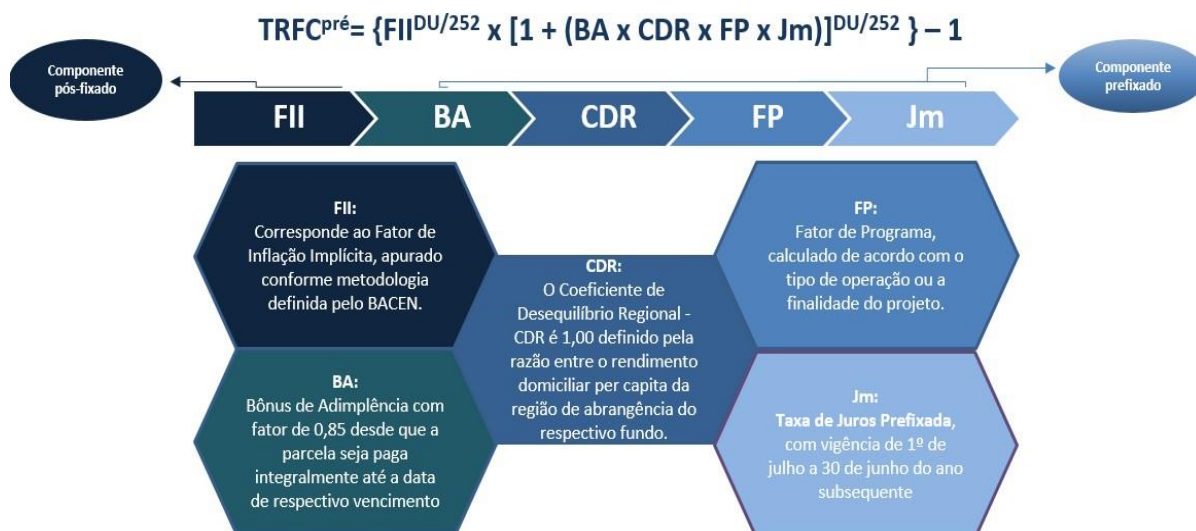 TRFCpré= {FIIDU/252 x [1 + (BA x CDR x FP x Jm)]DU/252 } – 1
Componente
pós-fixado
Componente
prefixado
FII
BA
CDR
FP
Jm
FII:
Corresponde ao Fator de
Inflação Implícita, apurado
conforme metodologia
definida pelo BACEN.
BA:
Bônus de Adimplência com
fator de 0,85 desde que a
parcela seja paga
integralmente até a data
de respectivo vencimento
CDR:
O Coeficiente de
Desequilíbrio Regional -
CDR é 1,00 definido pela
razão entre o rendimento
domiciliar per capita da
região de abrangência do
respectivo fundo.
FP:
Fator de Programa,
calculado de acordo com o
tipo de operação ou a
finalidade do projeto.
Jm:
Taxa de Juros Prefixada,
com vigência de 1º de
julho a 30 de junho do ano
subsequente